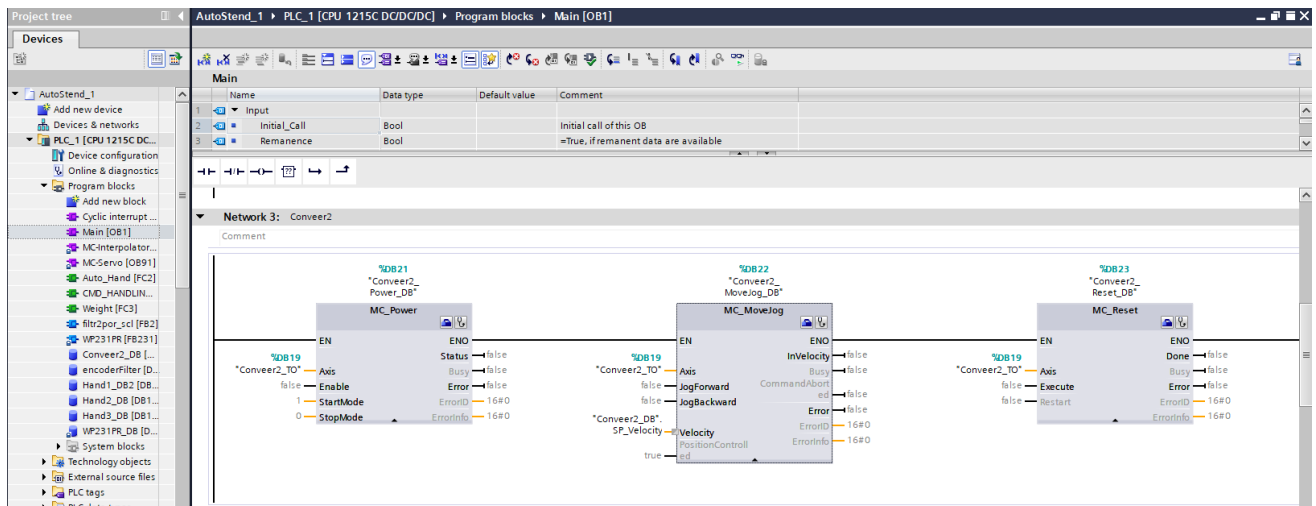 Project tree
AutoStend_1 ▸ PLC_1 [CPU 1215C DC/DC/DC] ▸ Program blocks ▸ Main [OB1]
Devices
Main
Name Data type Default value Comment
1 Input
2 Initial_Call Bool Initial call of this OB
3 Remanence Bool =True, if remanent data are available
AutoStend_1
Add new device
Devices & networks
PLC_1 [CPU 1215C DC...
Device configuration
Online & diagnostics
Program blocks
Add new block
Cyclic interrupt ...
Main [OB1]
MC-Interpolator...
MC-Servo [OB91]
Auto_Hand [FC2]
CMD_HANDLIN...
Weight [FC3]
filtr2por_scl [FB2]
WP231PR [FB231]
Conveer2_DB [...
encoderFilter [D...
Hand1_DB2 [DB...
Hand2_DB [DB1...
Hand3_DB [DB1...
WP231PR_DB [D...
System blocks
Technology objects
External source files
PLC tags
??
Network 3: Conveer2
Comment
%DB21
"Conveer2_
Power_DB"
MC_Power
EN ENO
%DB19
"Conveer2_TO" Axis
false Enable
1 StartMode
0 StopMode
Status false
Busy false
Error false
ErrorID 16#0
ErrorInfo 16#0
%DB22
"Conveer2_
MoveJog_DB"
MC_MoveJog
EN ENO
%DB19
"Conveer2_TO" Axis
false JogForward
false JogBackward
"Conveer2_DB".
SP_Velocity Velocity
PositionControll
true ed
InVelocity false
Busy false
CommandAbort
ed false
Error false
ErrorID 16#0
ErrorInfo 16#0
%DB23
"Conveer2_
Reset_DB"
MC_Reset
EN ENO
%DB19
"Conveer2_TO" Axis
false Execute
false Restart
Done false
Busy false
Error false
ErrorID 16#0
ErrorInfo 16#0